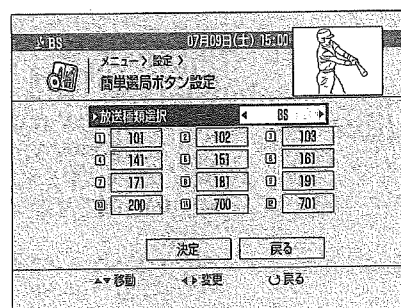 BS 07月09日(土) 15:00
メニュー 〉 設定 〉
簡単選局ボタン設定
▶放送種類選択 ◀ BS ▶
1 101 2 102 3 103
4 141 5 151 6 161
7 171 8 181 9 191
10 200 11 700 12 701
決定 戻る
▲▼移動 ◀▶変更 戻る